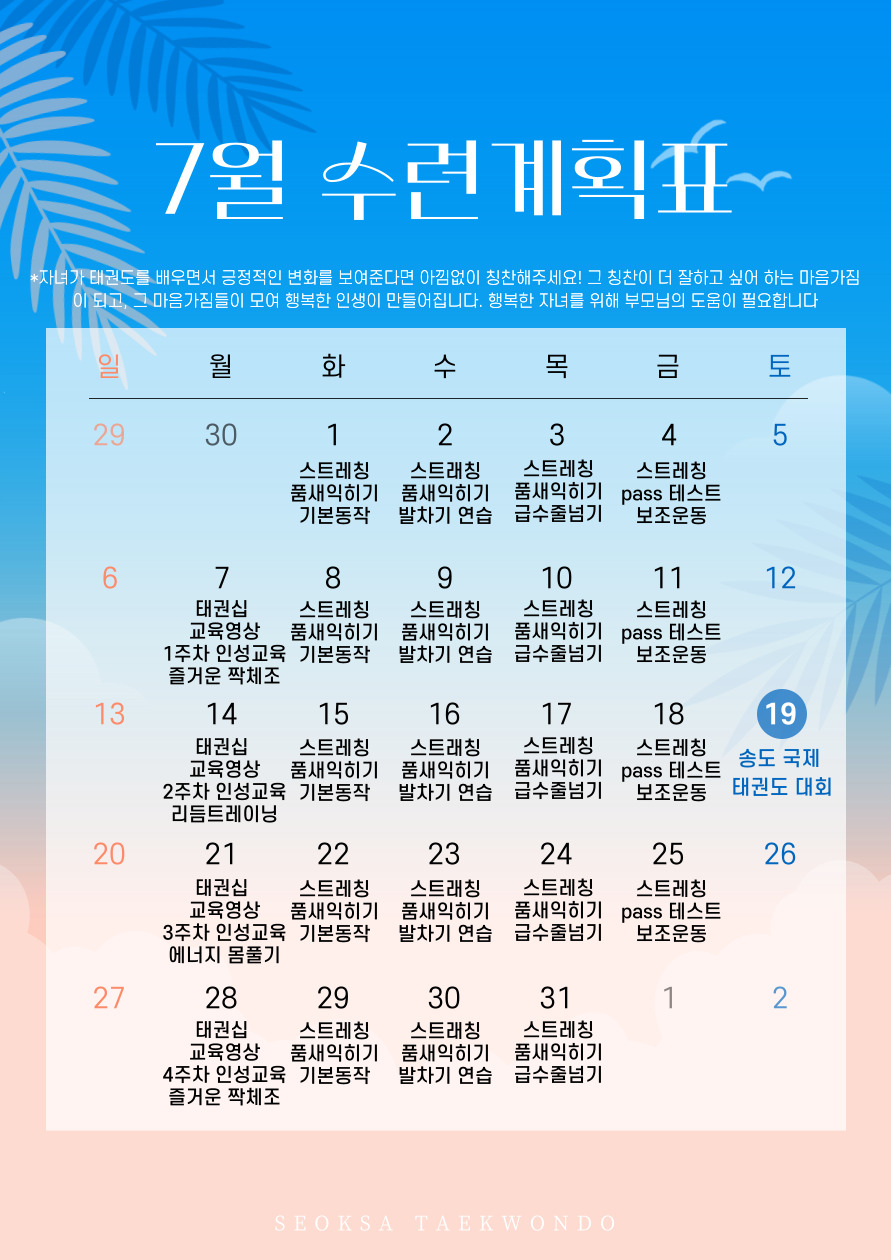 7월 수련계획표
*자녀가 태권도를 배우면서 긍정적인 변화를 보여준다면 아낌없이 칭찬해주세요! 그 칭찬이 더 잘하고 싶어 하는 마음가짐
이 되고, 그 마음가짐들이 모여 행복한 인생이 만들어집니다. 행복한 자녀를 위해 부모님의 도움이 필요합니다
일 월 화 수 목 금 토
29 30 1 2 3 4 5
스트레칭 스트래칭 스트레칭 스트레칭
품새익히기 품새익히기 품새익히기 pass 테스트
기본동작 발차기 연습 급수줄넘기 보조운동
6 7 8 9 10 11 12
태권십 스트레칭 스트래칭 스트레칭 스트레칭
교육영상 품새익히기 품새익히기 품새익히기 pass 테스트
1주차 인성교육 기본동작 발차기 연습 급수줄넘기 보조운동
즐거운 짝체조
13 14 15 16 17 18 19
태권십 스트레칭 스트래칭 스트레칭 스트레칭 송도 국제
교육영상 품새익히기 품새익히기 품새익히기 pass 테스트 태권도 대회
2주차 인성교육 기본동작 발차기 연습 급수줄넘기 보조운동
리듬트레이닝
20 21 22 23 24 25 26
태권십 스트레칭 스트래칭 스트레칭 스트레칭
교육영상 품새익히기 품새익히기 품새익히기 pass 테스트
3주차 인성교육 기본동작 발차기 연습 급수줄넘기 보조운동
에너지 몸풀기
27 28 29 30 31 1 2
태권십 스트레칭 스트래칭 스트레칭
교육영상 품새익히기 품새익히기 품새익히기
4주차 인성교육 기본동작 발차기 연습 급수줄넘기
즐거운 짝체조
SEOKSA TAEKWONDO